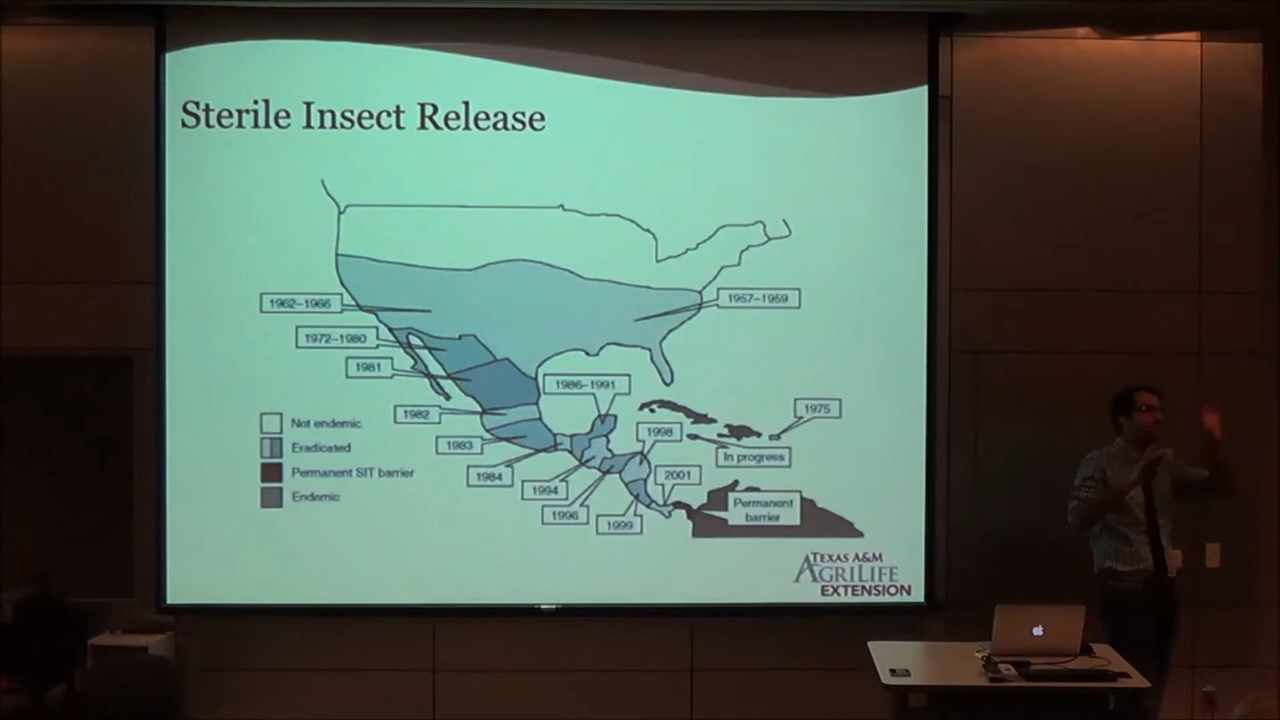 Sterile Insect Release
1962–1966
1957–1959
1972–1980
1981
1986–1991
1982
1975
1983
1998
In progress
1984
2001
1994
1996
1999
Permanent
barrier
Not endemic
Eradicated
Permanent SIT barrier
Endemic
TEXAS A&M
AGRILIFE
EXTENSION